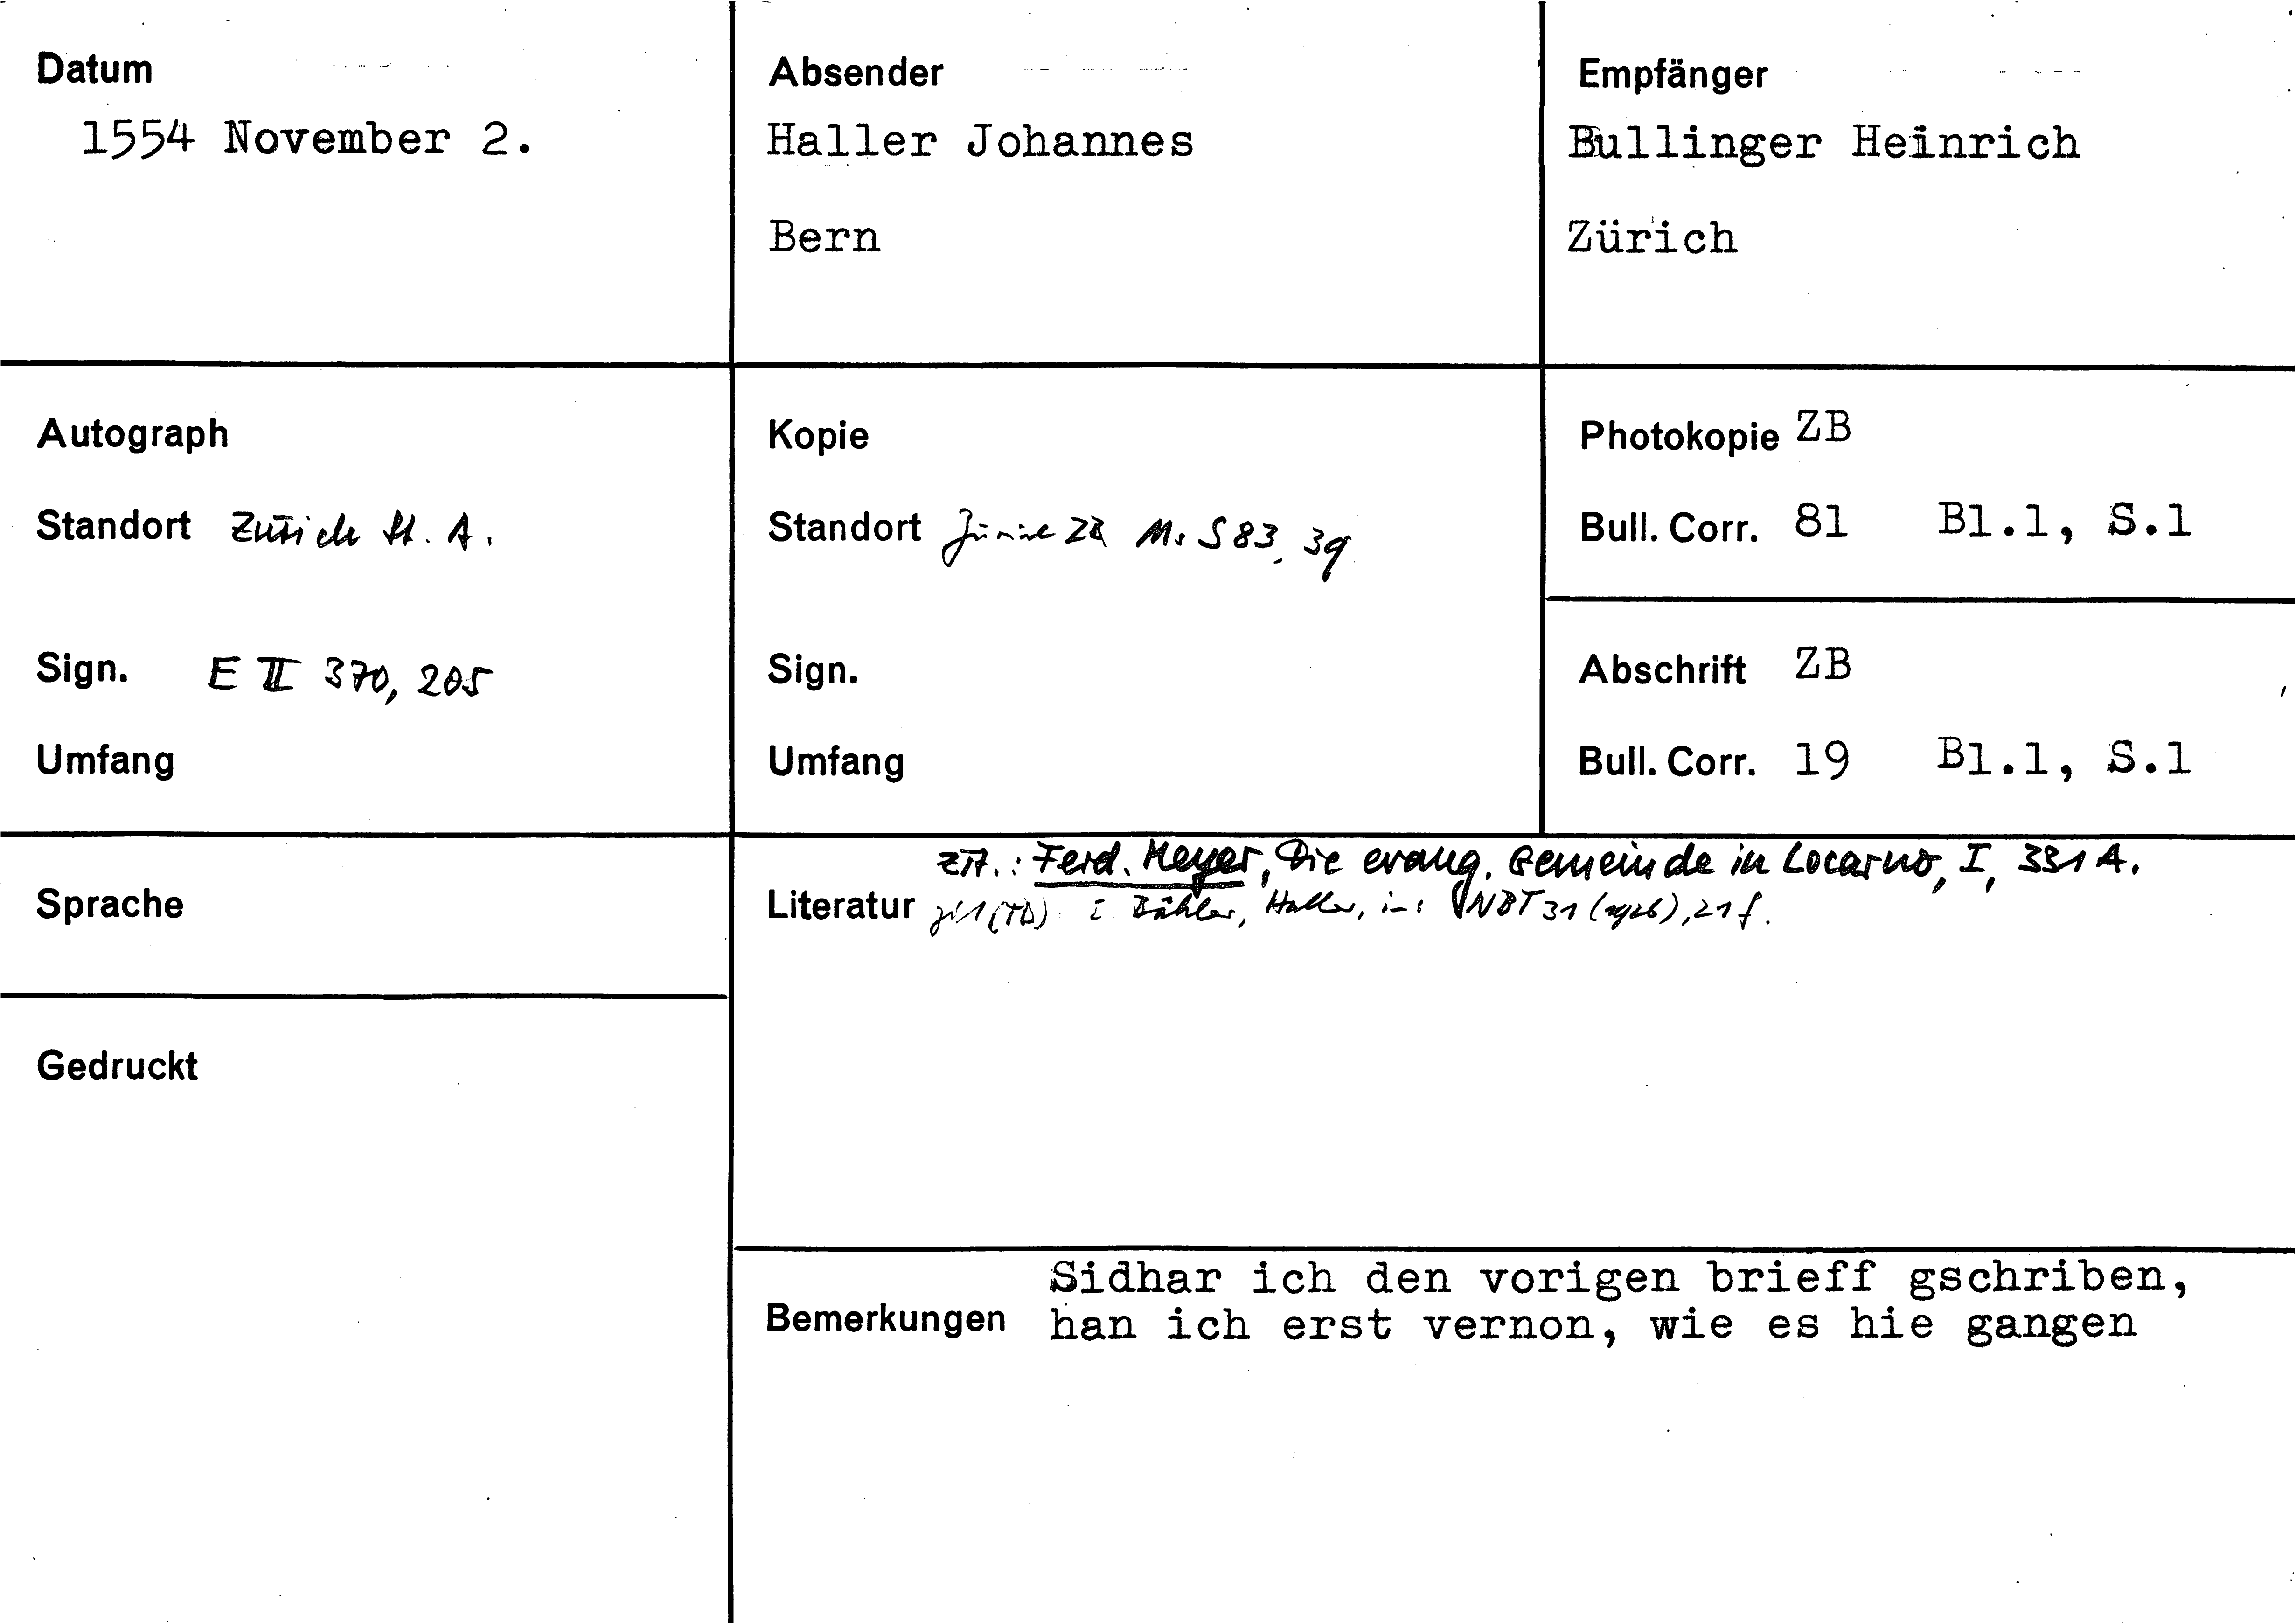 Datum
1554 November 2.
Absender
Haller Johannes
Bern
Empfänger
Bullinger Heinrich
Zürich
Autograph
Standort Zürich St. A.
Sign. E II 370, 205
Umfang
Kopie
Standort Zürich ZB Ms S 83, 39
Sign.
Umfang
Photokopie ZB
Bull. Corr. 81 Bl.1, S.1
Abschrift ZB
Bull. Corr. 19 Bl.1, S.1
Sprache
Gedruckt
zit.: Ferd. Meyer, Die evang. Gemeinde in Locarno, I, 331 A.
Literatur Bähler, Haller, in: NBT 31 (1926), 21 f.
Bemerkungen
Sidhar ich den vorigen brieff gschriben,
han ich erst vernon, wie es hie gangen